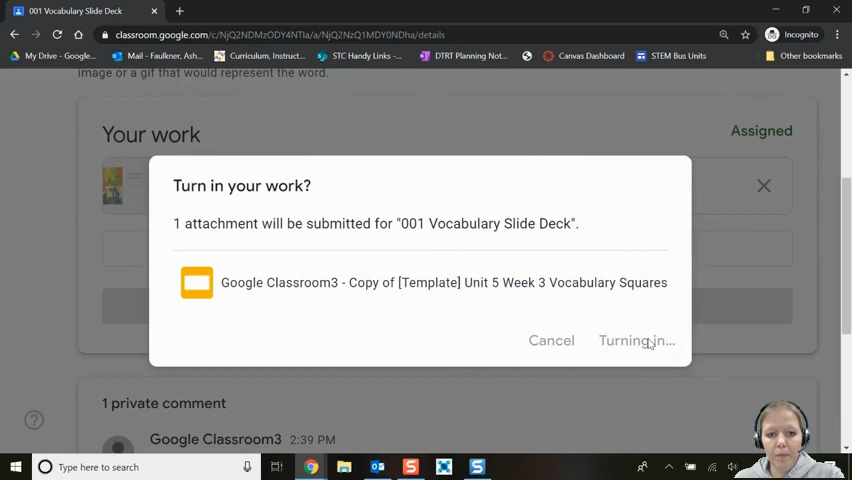 001 Vocabulary Slide Deck
classroom.google.com/c/NjQ2NDMzODY4NTla/a/NjQ2NzQ1MDY0NDha/details
Incognito
My Drive - Google...
Mail - Faulkner, Ash...
Curriculum, Instruct...
STC Handy Links -...
DTRT Planning Not...
Canvas Dashboard
STEM Bus Units
Other bookmarks
image or a gif that would represent the word.
Your work
Assigned
Turn in your work?
1 attachment will be submitted for "001 Vocabulary Slide Deck".
Google Classroom3 - Copy of [Template] Unit 5 Week 3 Vocabulary Squares
Cancel
Turning in...
1 private comment
Google Classroom3 2:39 PM
Type here to search